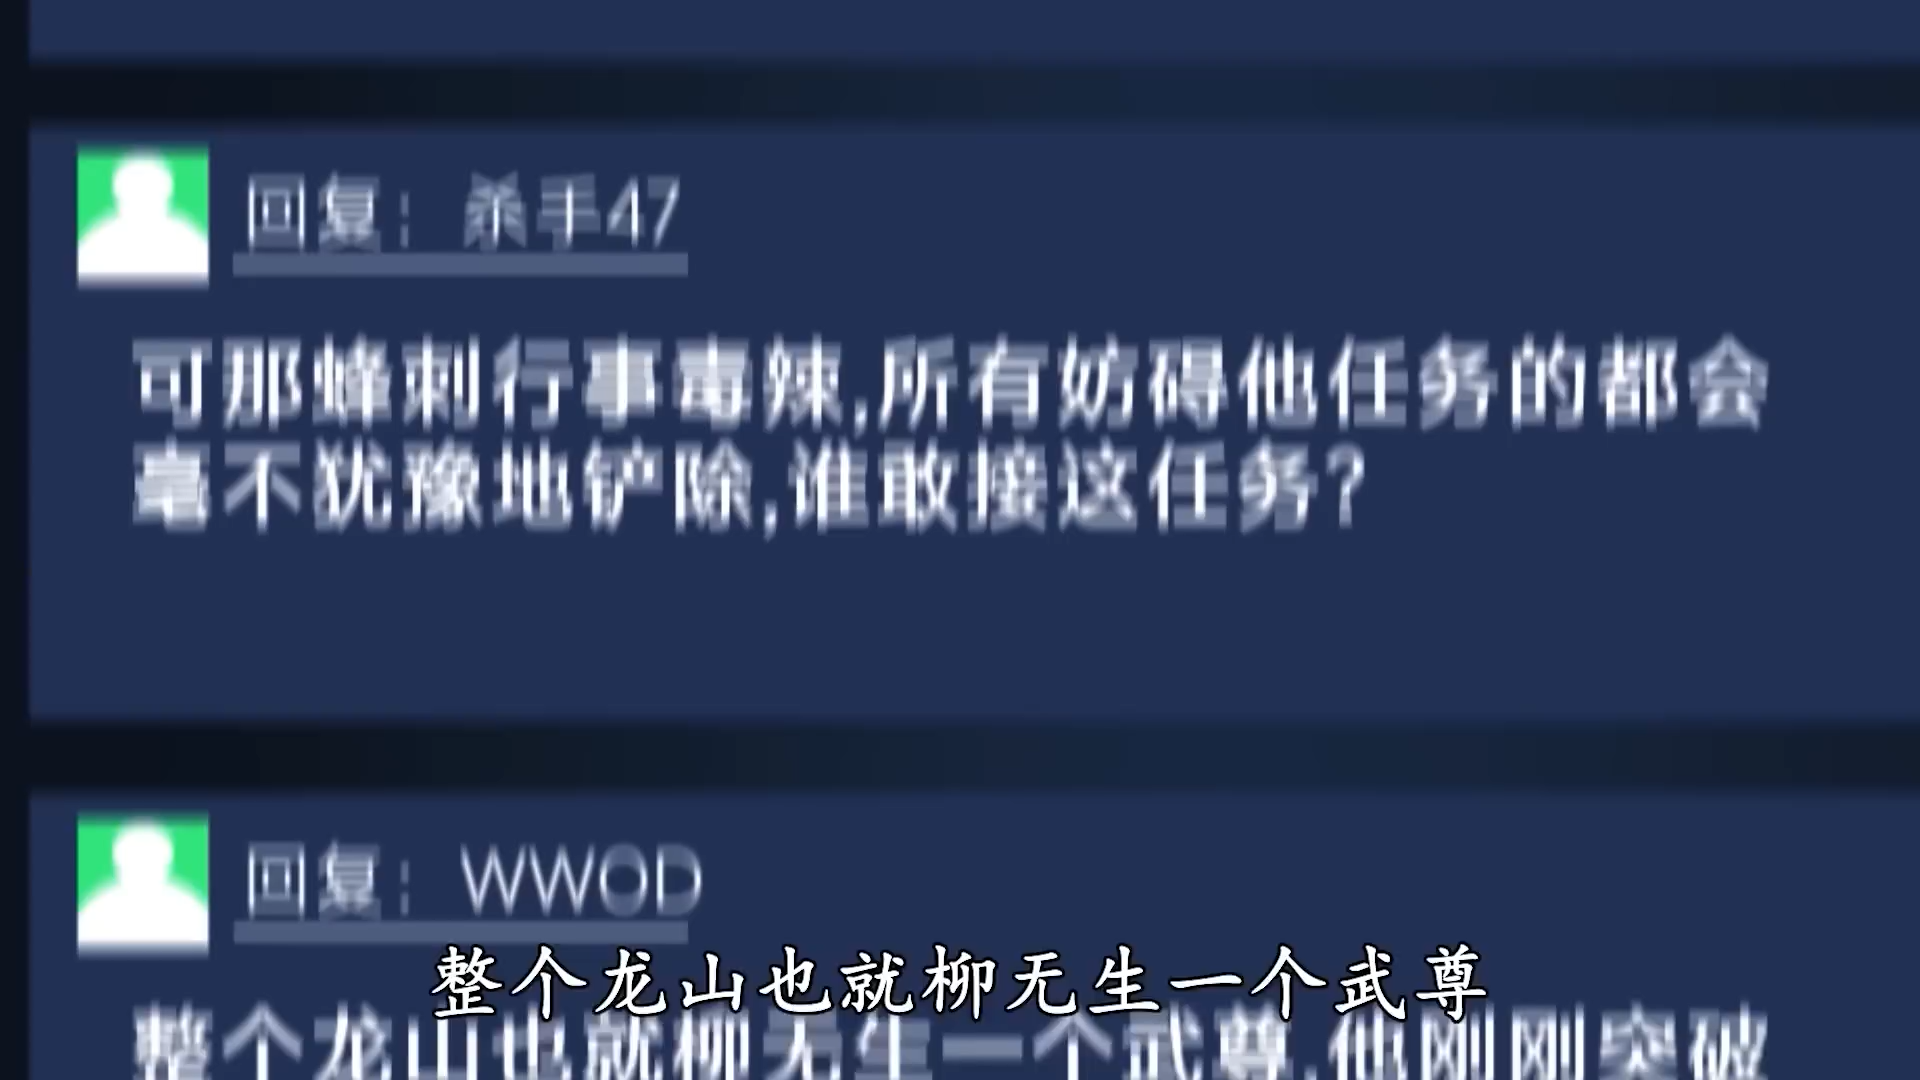 回复：杀手47
可那蜂刺行事毒辣,所有妨碍他任务的都会
毫不犹豫地铲除,谁敢接这任务?
回复：WWOD
整个龙山也就柳无生一个武尊
整个龙山也就柳无生一个武尊,他刚刚突破